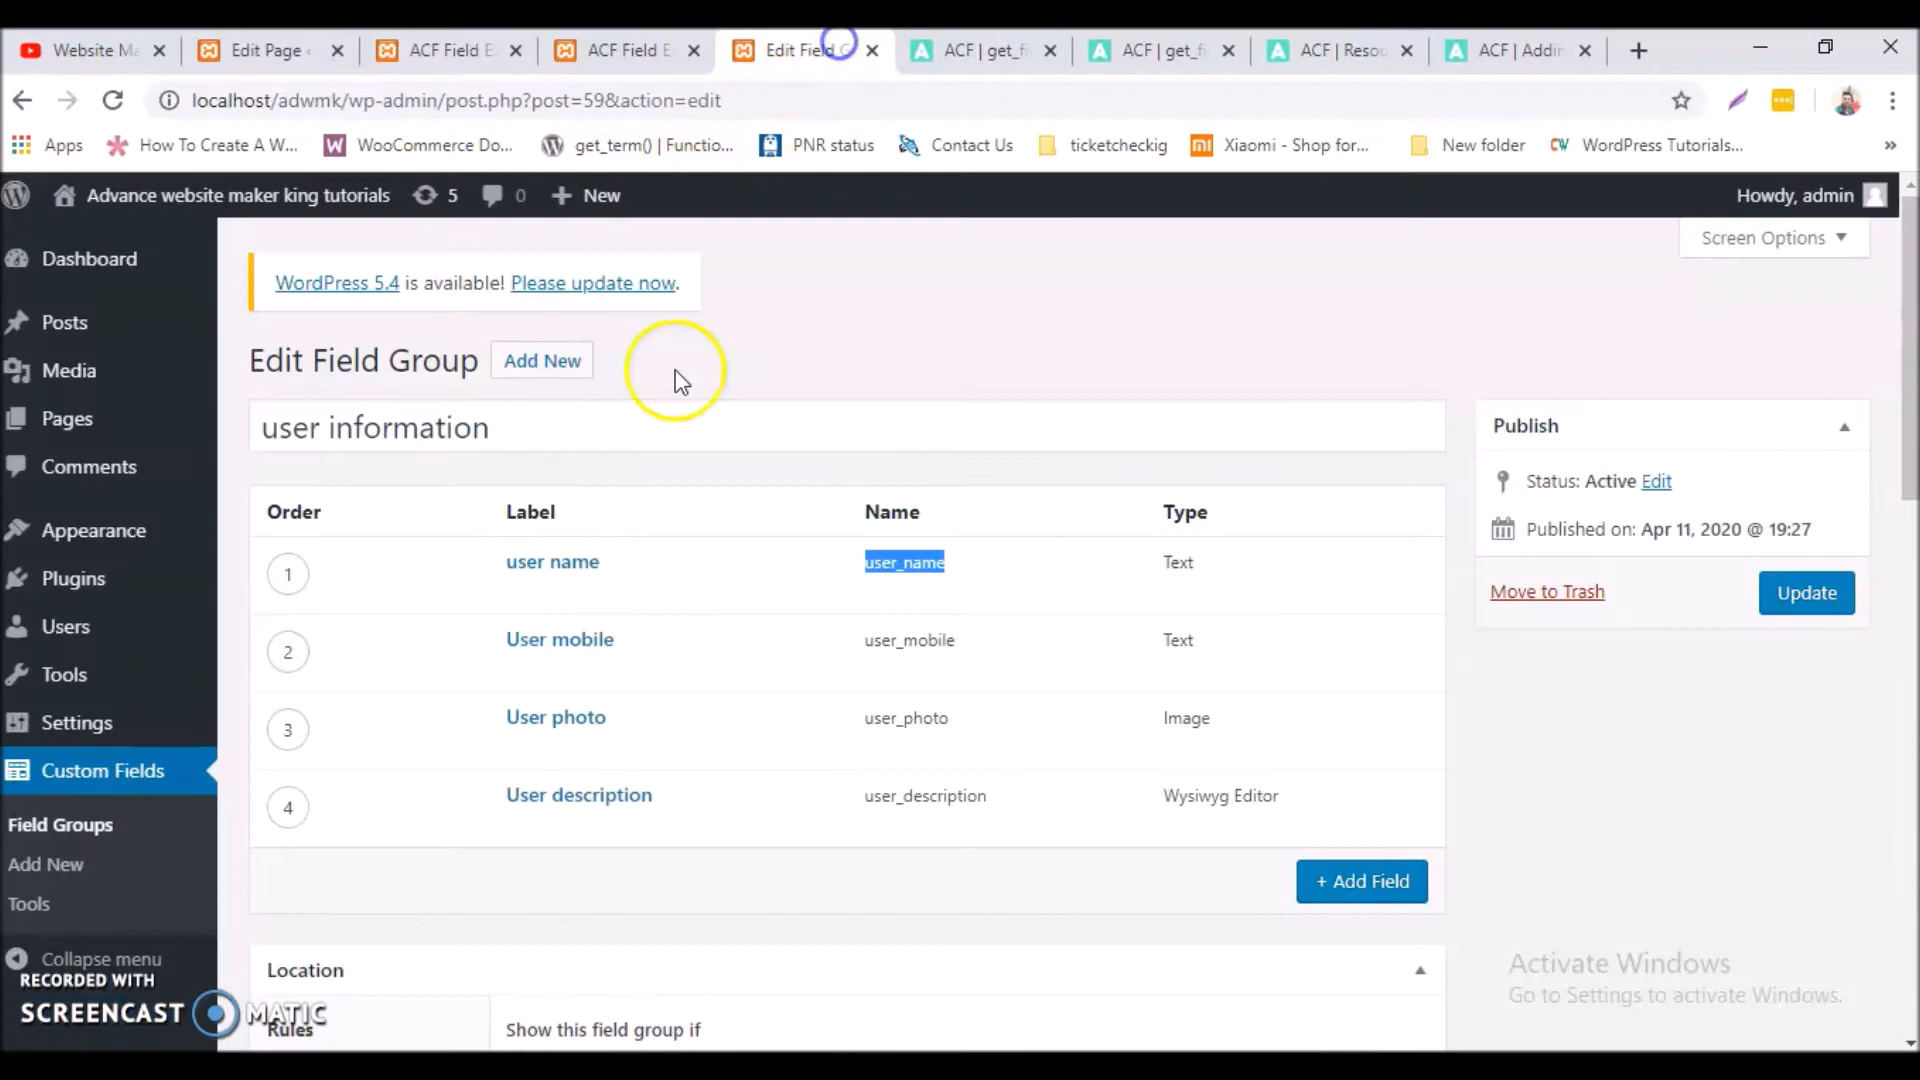 Website Ma
Edit Page
ACF Field E
ACF Field E
Edit Field G
ACF | get_fi
ACF | get_fi
ACF | Resou
ACF | Addin
localhost/adwmk/wp-admin/post.php?post=59&action=edit
Apps
How To Create A W...
WooCommerce Do...
get_term() | Functio...
PNR status
Contact Us
ticketcheckig
Xiaomi - Shop for...
New folder
WordPress Tutorials...
Advance website maker king tutorials
5
0
New
Howdy, admin
Screen Options
Dashboard
Posts
Media
Pages
Comments
Appearance
Plugins
Users
Tools
Settings
Custom Fields
Field Groups
Add New
Tools
Collapse menu
WordPress 5.4 is available! Please update now.
Edit Field Group
Add New
user information
Order Label Name Type
1 user name user_name Text
2 User mobile user_mobile Text
3 User photo user_photo Image
4 User description user_description Wysiwyg Editor
+ Add Field
Publish
Status: Active Edit
Published on: Apr 11, 2020 @ 19:27
Move to Trash
Update
Location
Rules
Show this field group if
Activate Windows
Go to Settings to activate Windows.
RECORDED WITH
SCREENCAST MATIC